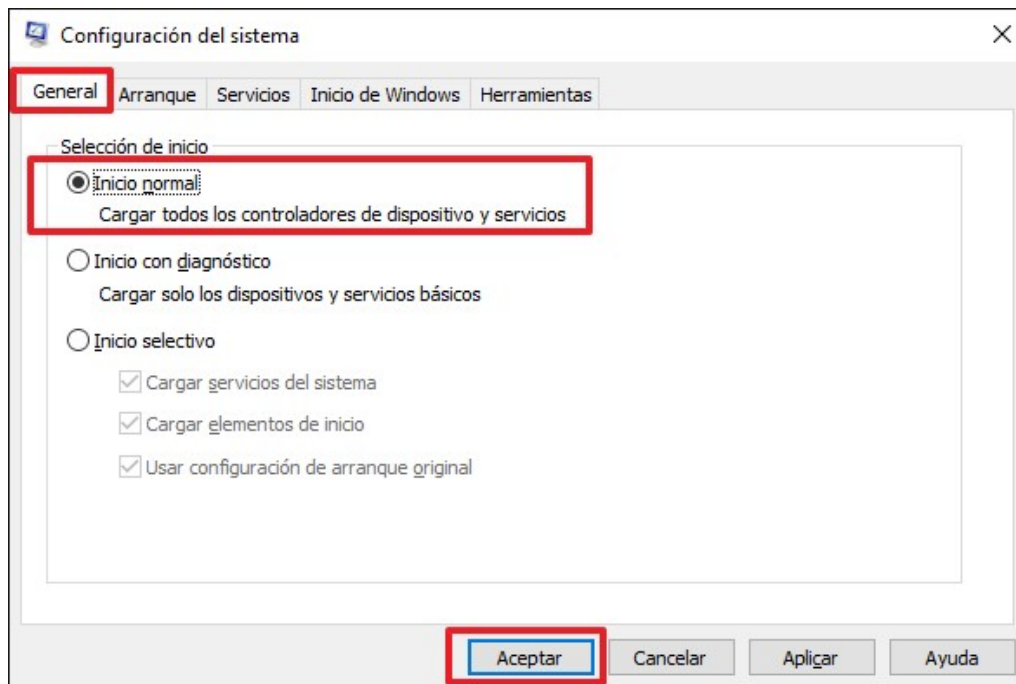 Configuración del sistema
General Arranque Servicios Inicio de Windows Herramientas
Selección de inicio
Inicio normal
Cargar todos los controladores de dispositivo y servicios
Inicio con diagnóstico
Cargar solo los dispositivos y servicios básicos
Inicio selectivo
Cargar servicios del sistema
Cargar elementos de inicio
Usar configuración de arranque original
Aceptar Cancelar Aplicar Ayuda